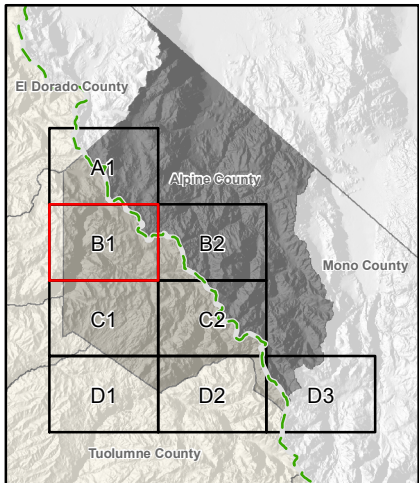 El Dorado County
A1
Alpine County
B1
B2
Mono County
C1
C2
D1
D2
D3
Tuolumne County